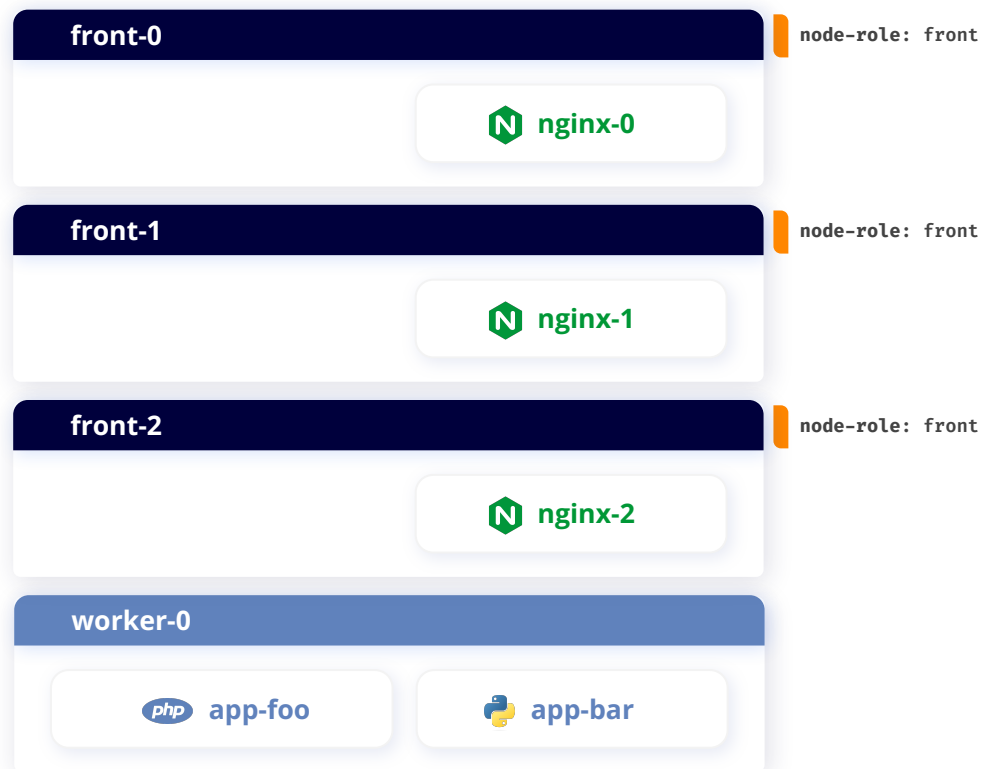 front-0
node-role: front
N nginx-0
front-1
node-role: front
N nginx-1
front-2
node-role: front
N nginx-2
worker-0
php app-foo
app-bar